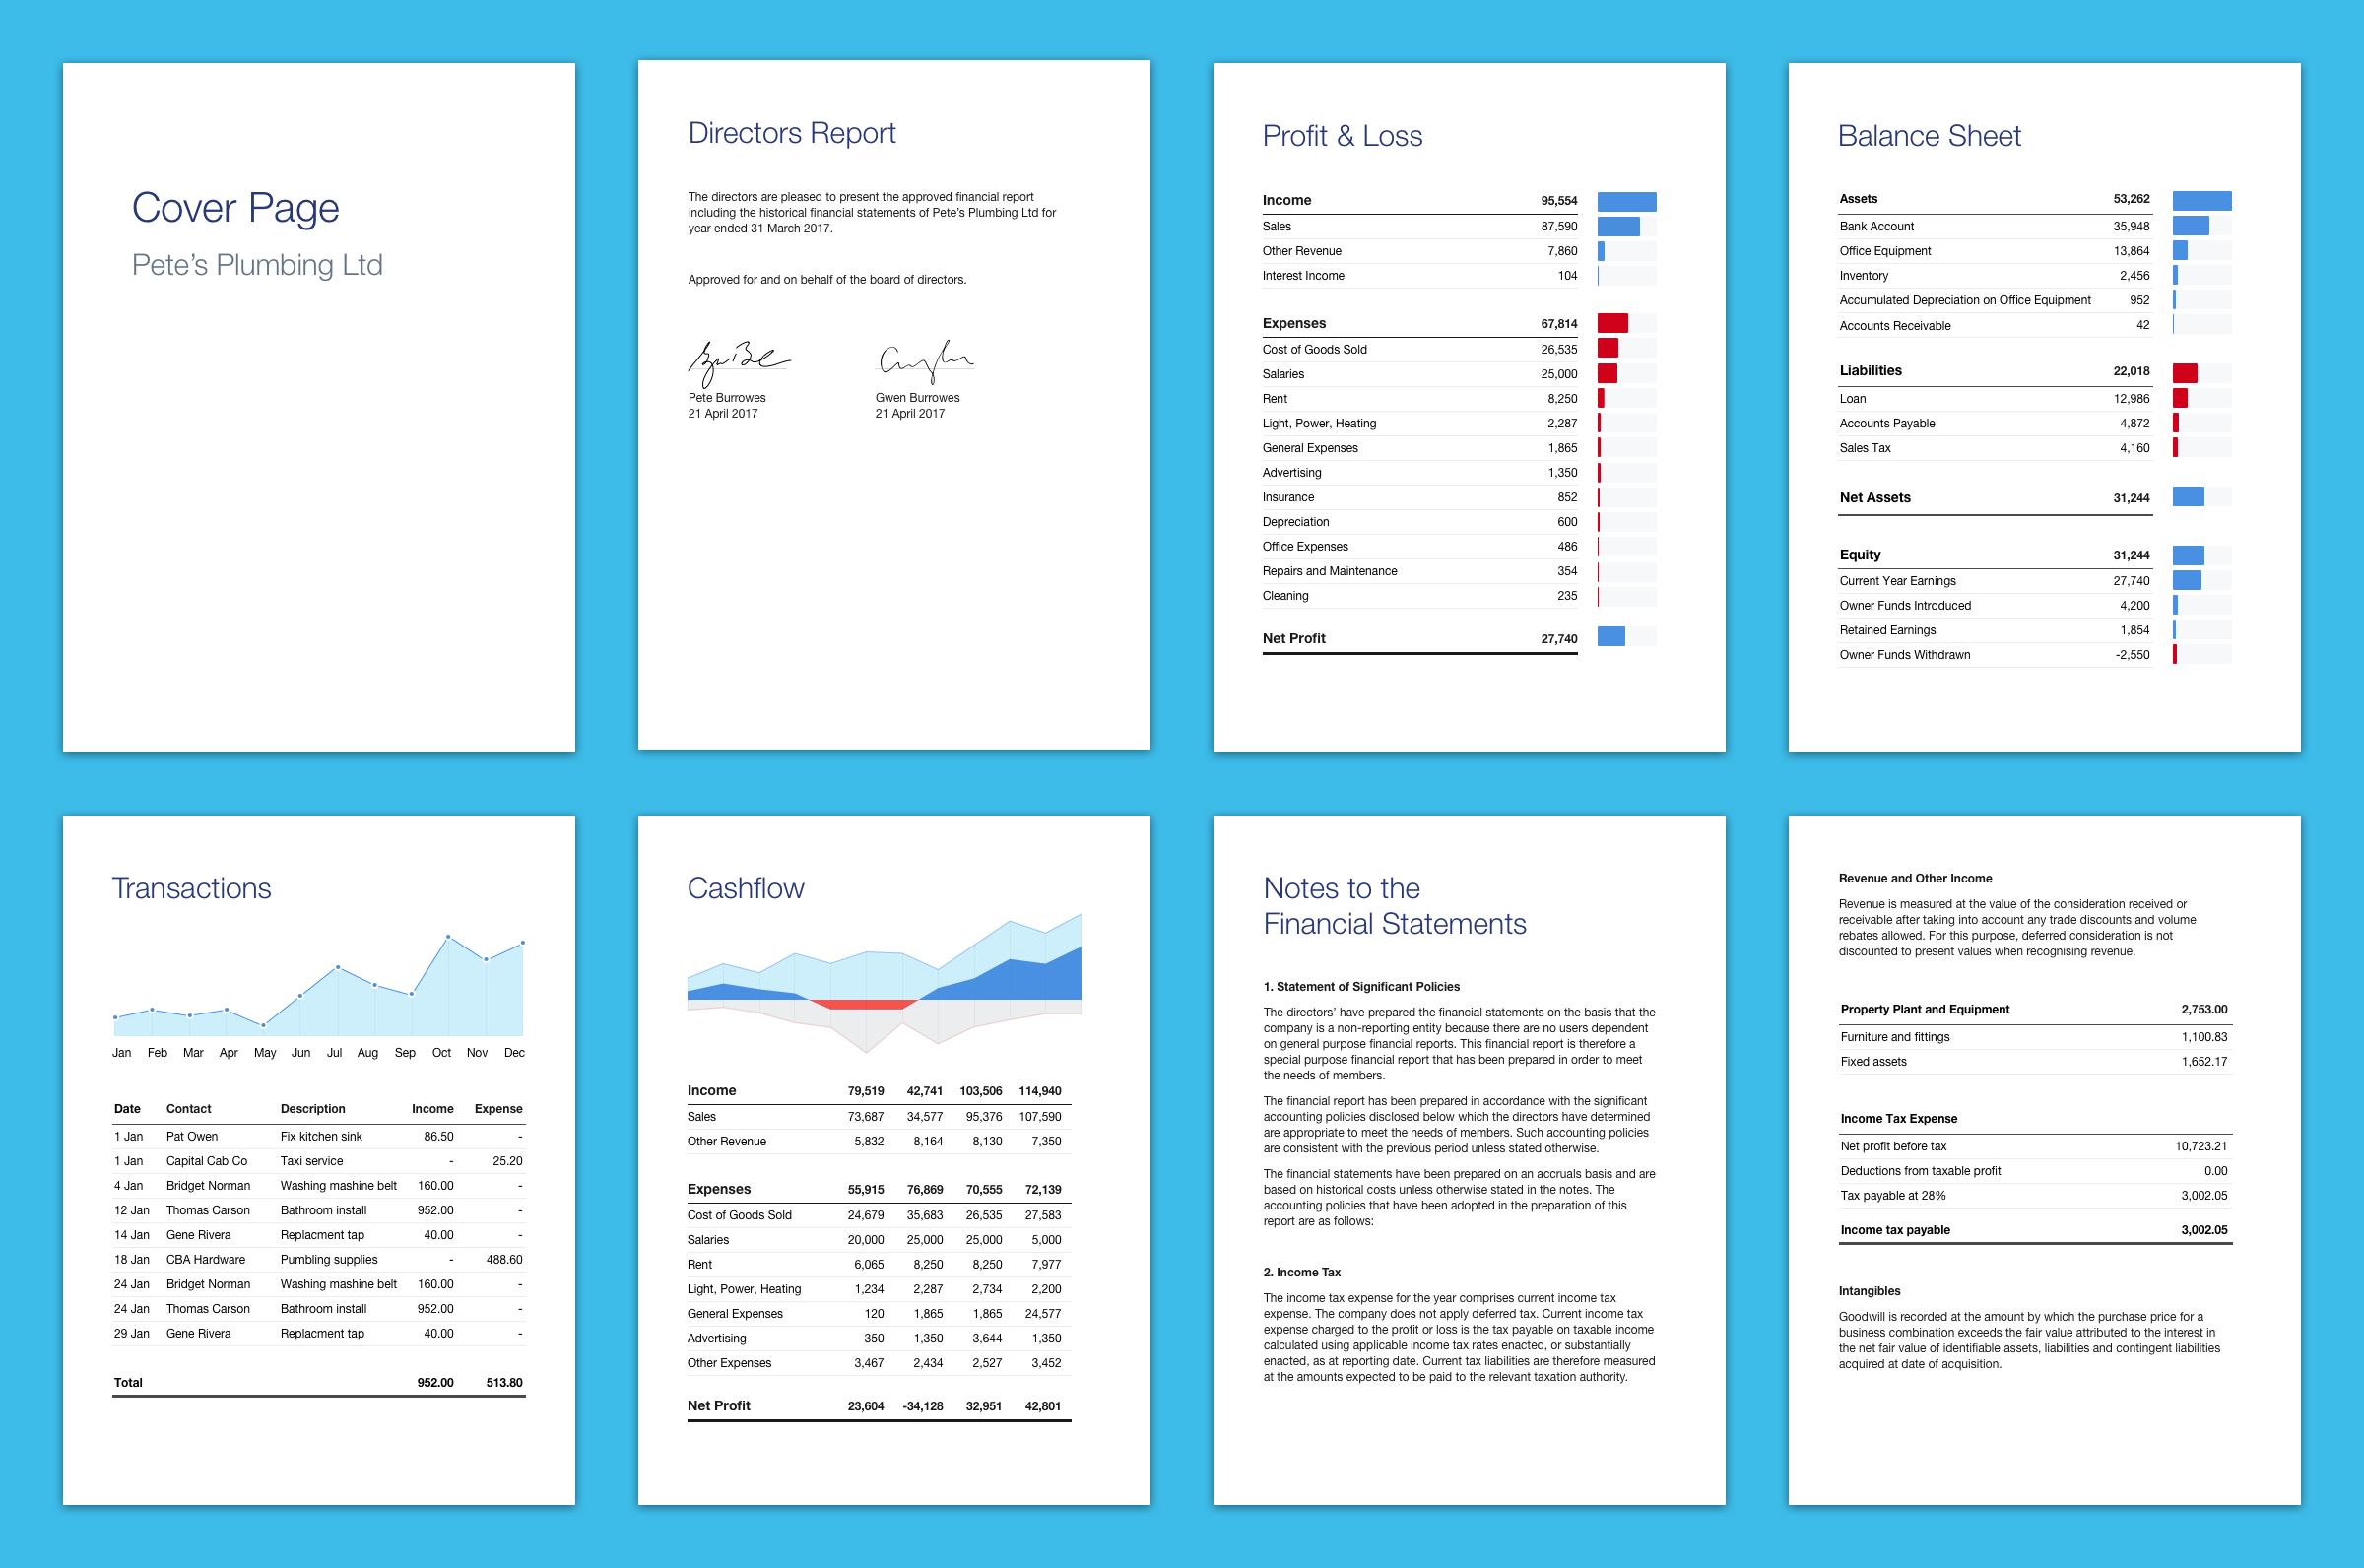 Cover Page
Pete's Plumbing Ltd
Directors Report
The directors are pleased to present the approved financial report
including the historical financial statements of Pete's Plumbing Ltd for
year ended 31 March 2017.
Approved for and on behalf of the board of directors.
Pete Burrowes
21 April 2017
Gwen Burrowes
21 April 2017
Profit & Loss
Income 95,554
Sales 87,590
Other Revenue 7,860
Interest Income 104
Expenses 67,814
Cost of Goods Sold 26,535
Salaries 25,000
Rent 8,250
Light, Power, Heating 2,287
General Expenses 1,865
Advertising 1,350
Insurance 852
Depreciation 600
Office Expenses 486
Repairs and Maintenance 354
Cleaning 235
Net Profit 27,740
Balance Sheet
Assets 53,262
Bank Account 35,948
Office Equipment 13,864
Inventory 2,456
Accumulated Depreciation on Office Equipment 952
Accounts Receivable 42
Liabilities 22,018
Loan 12,986
Accounts Payable 4,872
Sales Tax 4,160
Net Assets 31,244
Equity 31,244
Current Year Earnings 27,740
Owner Funds Introduced 4,200
Retained Earnings 1,854
Owner Funds Withdrawn -2,550
Transactions
Jan Feb Mar Apr May Jun Jul Aug Sep Oct Nov Dec
Date Contact Description Income Expense
1 Jan Pat Owen Fix kitchen sink 86.50 -
1 Jan Capital Cab Co Taxi service - 25.20
4 Jan Bridget Norman Washing mashine belt 160.00 -
12 Jan Thomas Carson Bathroom install 952.00 -
14 Jan Gene Rivera Replacment tap 40.00 -
18 Jan CBA Hardware Pumbling supplies - 488.60
24 Jan Bridget Norman Washing mashine belt 160.00 -
24 Jan Thomas Carson Bathroom install 952.00 -
29 Jan Gene Rivera Replacment tap 40.00 -
Total 952.00 513.80
Cashflow
Income 79,519 42,741 103,506 114,940
Sales 73,687 34,577 95,376 107,590
Other Revenue 5,832 8,164 8,130 7,350
Expenses 55,915 76,869 70,555 72,139
Cost of Goods Sold 24,679 35,683 26,535 27,583
Salaries 20,000 25,000 25,000 5,000
Rent 6,065 8,250 8,250 7,977
Light, Power, Heating 1,234 2,287 2,734 2,200
General Expenses 120 1,865 1,865 24,577
Advertising 350 1,350 3,644 1,350
Other Expenses 3,467 2,434 2,527 3,452
Net Profit 23,604 -34,128 32,951 42,801
Notes to the
Financial Statements
1. Statement of Significant Policies
The directors' have prepared the financial statements on the basis that the
company is a non-reporting entity because there are no users dependent
on general purpose financial reports. This financial report is therefore a
special purpose financial report that has been prepared in order to meet
the needs of members.
The financial report has been prepared in accordance with the significant
accounting policies disclosed below which the directors have determined
are appropriate to meet the needs of members. Such accounting policies
are consistent with the previous period unless stated otherwise.
The financial statements have been prepared on an accruals basis and are
based on historical costs unless otherwise stated in the notes. The
accounting policies that have been adopted in the preparation of this
report are as follows:
2. Income Tax
The income tax expense for the year comprises current income tax
expense. The company does not apply deferred tax. Current income tax
expense charged to the profit or loss is the tax payable on taxable income
calculated using applicable income tax rates enacted, or substantially
enacted, as at reporting date. Current tax liabilities are therefore measured
at the amounts expected to be paid to the relevant taxation authority.
Revenue and Other Income
Revenue is measured at the value of the consideration received or
receivable after taking into account any trade discounts and volume
rebates allowed. For this purpose, deferred consideration is not
discounted to present values when recognising revenue.
Property Plant and Equipment 2,753.00
Furniture and fittings 1,100.83
Fixed assets 1,652.17
Income Tax Expense
Net profit before tax 10,723.21
Deductions from taxable profit 0.00
Tax payable at 28% 3,002.05
Income tax payable 3,002.05
Intangibles
Goodwill is recorded at the amount by which the purchase price for a
business combination exceeds the fair value attributed to the interest in
the net fair value of identifiable assets, liabilities and contingent liabilities
acquired at date of acquisition.